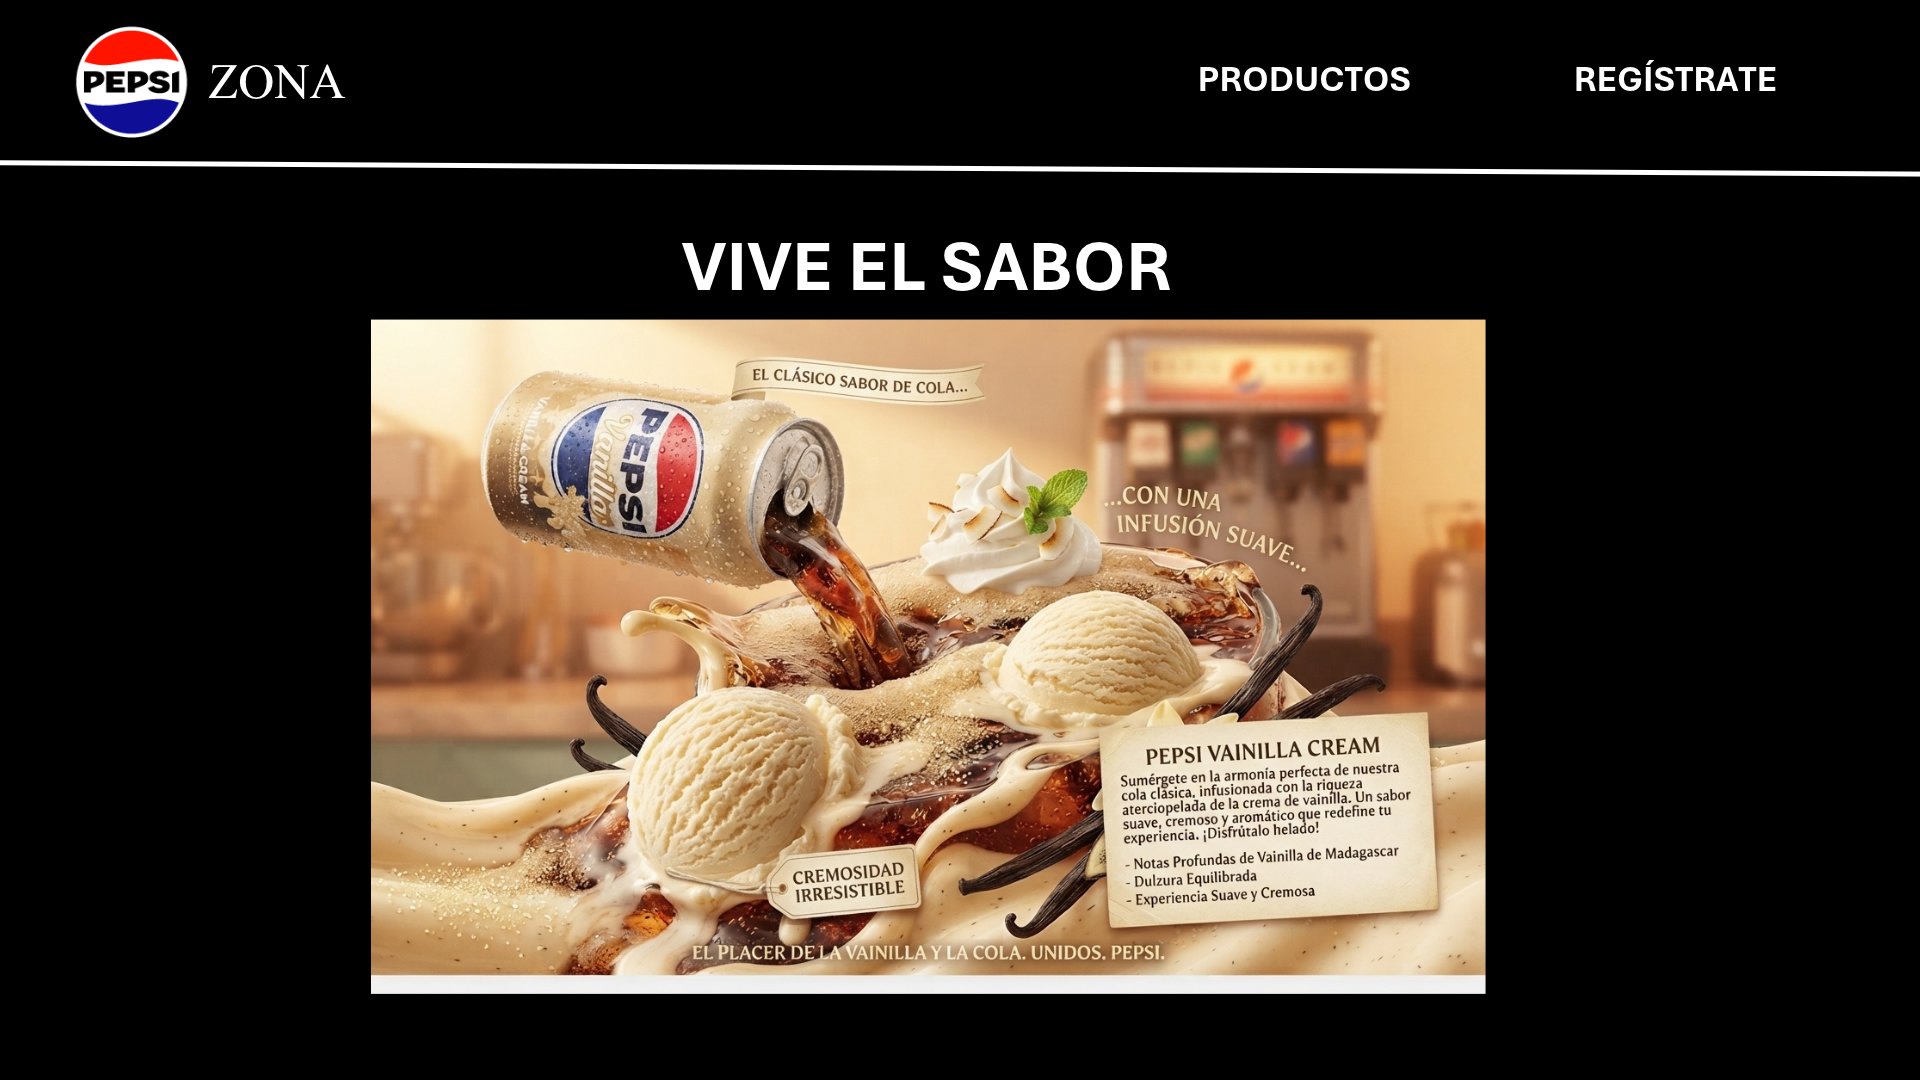 PEPSI ZONA
PRODUCTOS
REGÍSTRATE
VIVE EL SABOR
EL CLÁSICO SABOR DE COLA...
PEPSI
Vanilla
VANILLA CREAM
...CON UNA
INFUSIÓN SUAVE...
PEPSI VAINILLA CREAM
Sumérgete en la armonía perfecta de nuestra
cola clásica, infusionada con la riqueza
aterciopelada de la crema de vainilla. Un sabor
suave, cremoso y aromático que redefine tu
experiencia. ¡Disfrútalo helado!
- Notas Profundas de Vainilla de Madagascar
- Dulzura Equilibrada
- Experiencia Suave y Cremosa
CREMOSIDAD
IRRESISTIBLE
EL PLACER DE LA VAINILLA Y LA COLA. UNIDOS. PEPSI.